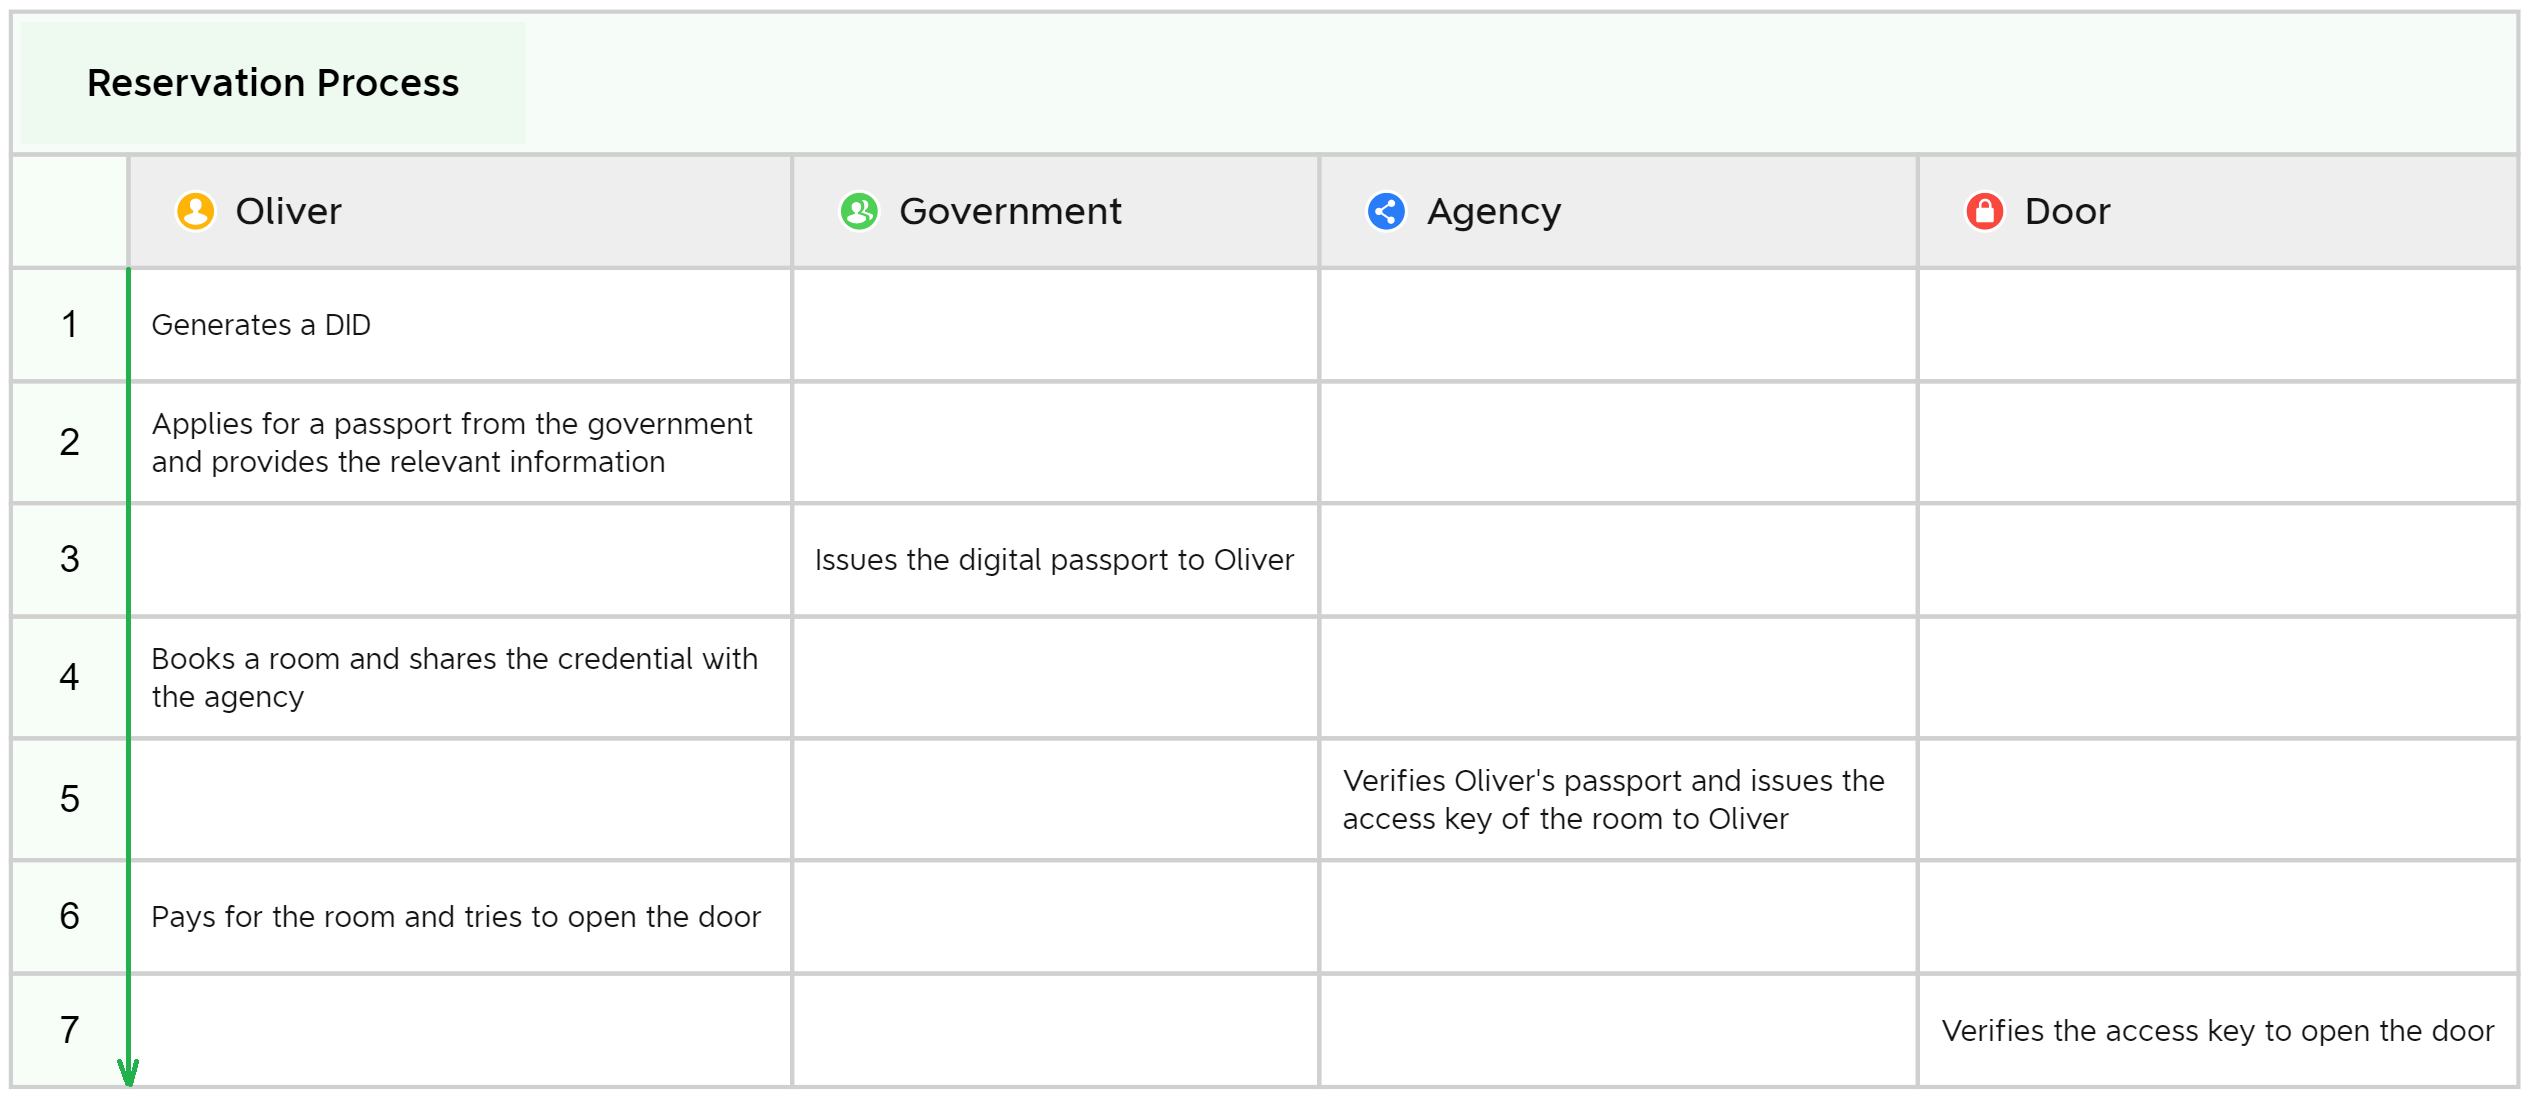 Reservation Process
Oliver
Government
Agency
Door
1
Generates a DID
2
Applies for a passport from the government
and provides the relevant information
3
Issues the digital passport to Oliver
4
Books a room and shares the credential with
the agency
5
Verifies Oliver's passport and issues the
access key of the room to Oliver
6
Pays for the room and tries to open the door
7
Verifies the access key to open the door